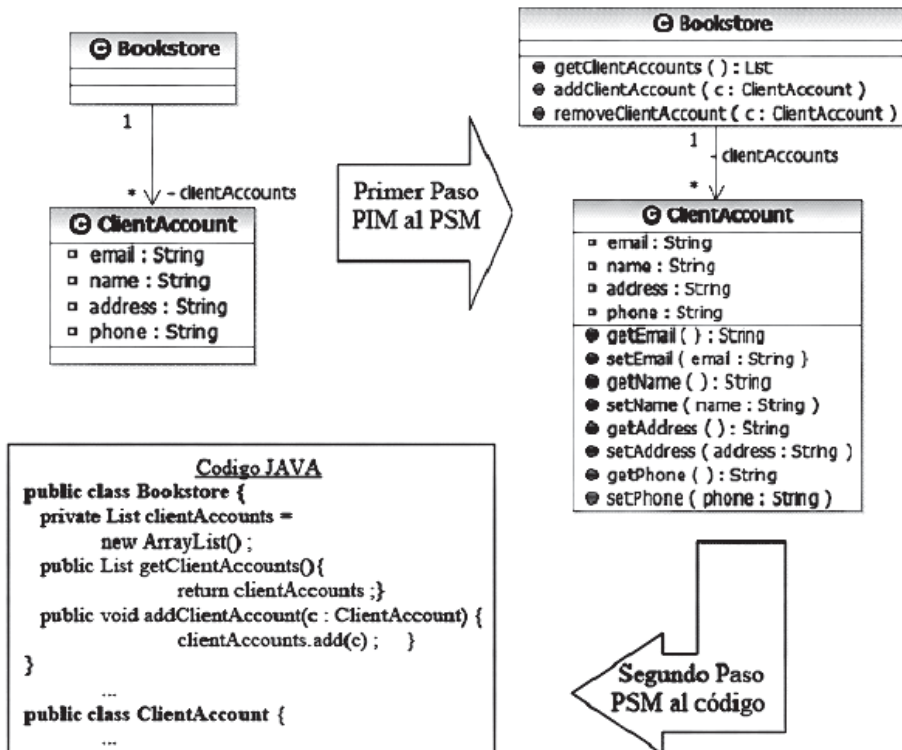 Bookstore
1
* - clientAccounts
ClientAccount
email : String
name : String
address : String
phone : String
Primer Paso
PIM al PSM
Bookstore
getClientAccounts ( ) : List
addClientAccount ( c : ClientAccount )
removeClientAccount ( c : ClientAccount )
1
- clientAccounts
*
ClientAccount
email : String
name : String
address : String
phone : String
getEmail ( ) : String
setEmail ( email : String )
getName ( ) : String
setName ( name : String )
getAddress ( ) : String
setAddress ( address : String )
getPhone ( ) : String
setPhone ( phone : String )
Codigo JAVA
public class Bookstore {
private List clientAccounts =
new ArrayList() ;
public List getClientAccounts(){
return clientAccounts ;}
public void addClientAccount(c : ClientAccount) {
clientAccounts.add(c) ; }
}
...
public class ClientAccount {
...
Segundo Paso
PSM al código